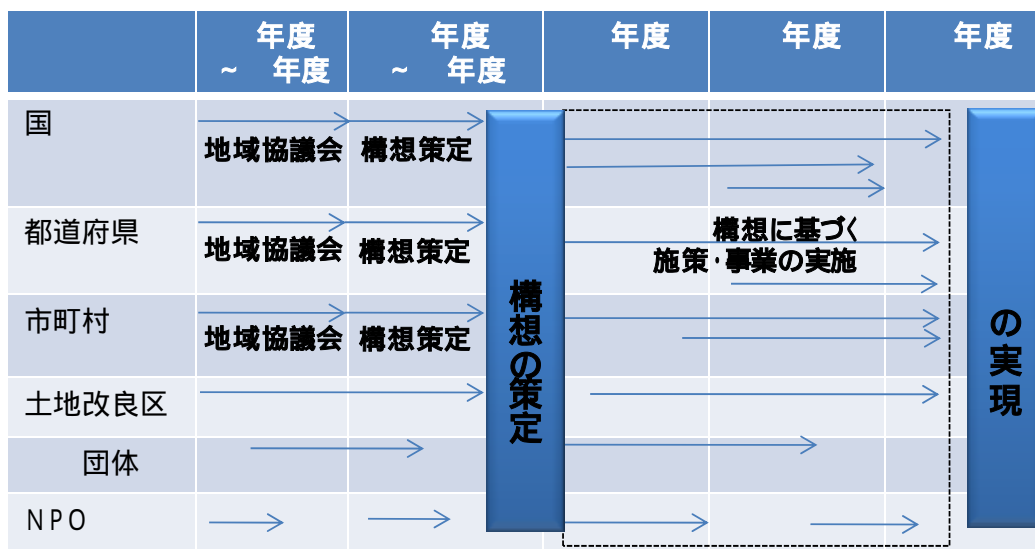 年度
~ 年度
年度
~ 年度
年度
年度
年度
国
地域協議会
構想策定
都道府県
地域協議会
構想策定
構想に基づく
施策・事業の実施
市町村
地域協議会
構想策定
土地改良区
団体
NPO
構想の策定
の実現